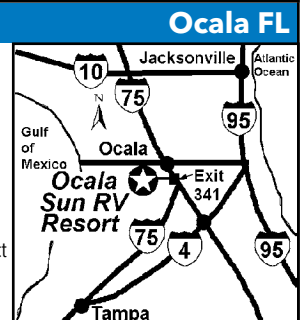 Ocala FL
Jacksonville
Atlantic
Ocean
10
N
75
95
Gulf
of
Mexico
Ocala
Ocala
Sun RV
Resort
Exit
341
75
4
95
Tampa